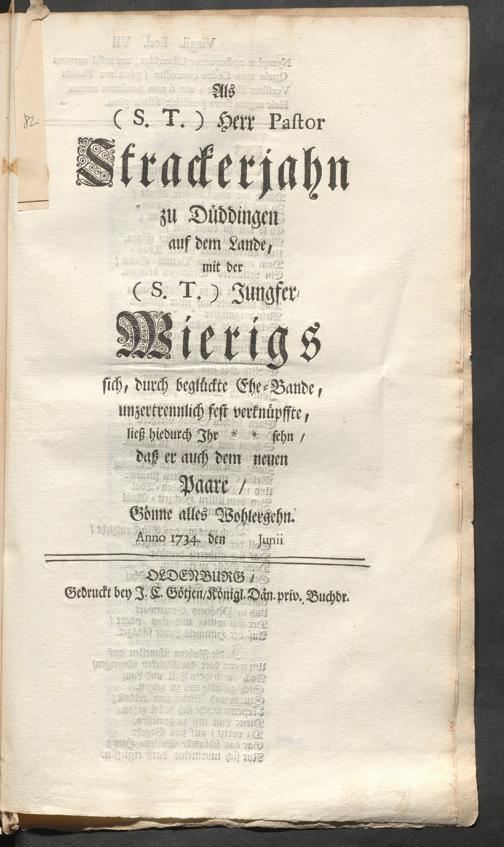 82
Als
( S. T. ) Herr Pastor
Strackerjahn
zu Düddingen
auf dem Lande,
mit der
( S. T. ) Jungfer
Wierigs
sich, durch beglückte Ehe-Bande,
unzertrennlich fest verknüpffte,
ließ hiedurch Ihr * * sehn /
daß er auch dem neuen
Paare /
Gönne alles Wohlergehn.
Anno 1734. den Junii
OLDENBURG /
Gedruckt bey J. C. Götjen / Königl. Dän. priv. Buchdr.